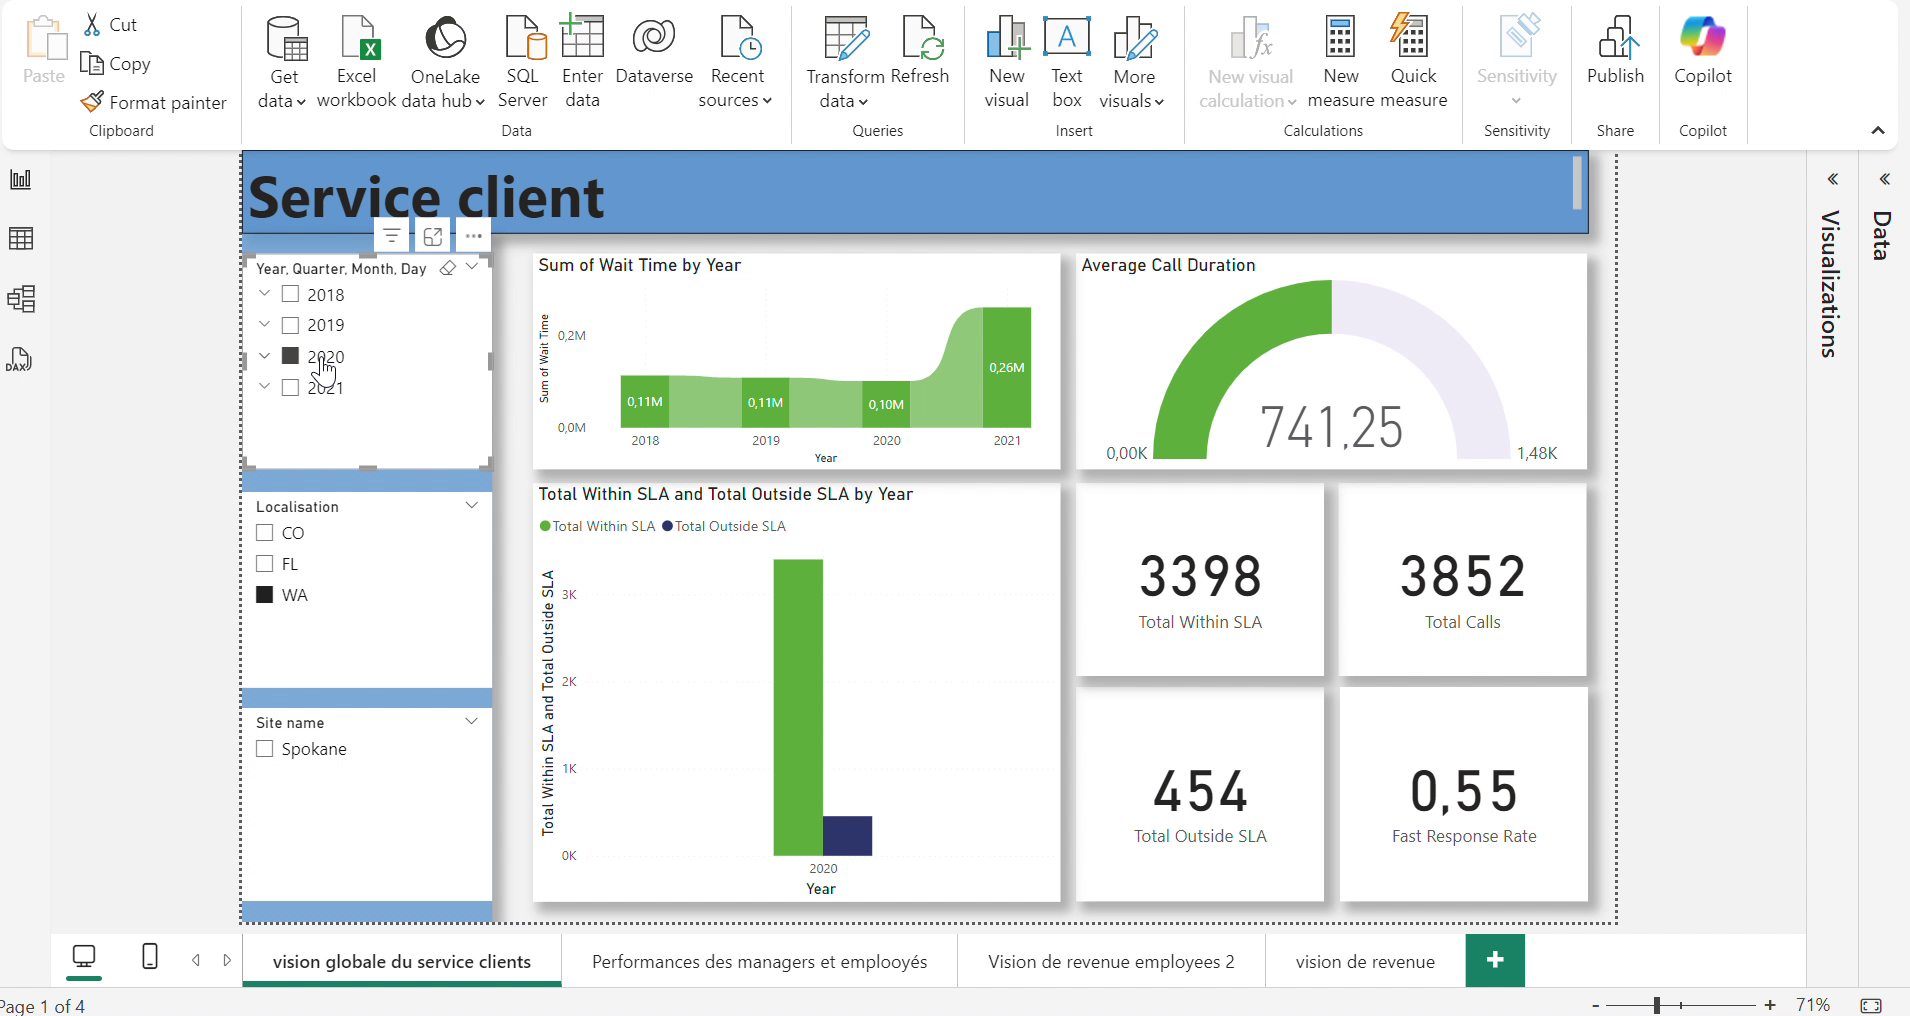 Paste
Cut
Copy
Format painter
Clipboard
Get data
Excel workbook
OneLake data hub
SQL Server
Enter data
Dataverse
Recent sources
Data
Transform data
Refresh
Queries
New visual
Text box
More visuals
Insert
New visual calculation
New measure
Quick measure
Calculations
Sensitivity
Sensitivity
Publish
Share
Copilot
Copilot
DAX
Service client
Year, Quarter, Month, Day
2018
2019
2020
2021
Localisation
CO
FL
WA
Site name
Spokane
Sum of Wait Time by Year
Sum of Wait Time
0,2M
0,0M
0,11M
0,11M
0,10M
0,26M
2018
2019
2020
2021
Year
Average Call Duration
741,25
0,00K
1,48K
Total Within SLA and Total Outside SLA by Year
Total Within SLA
Total Outside SLA
Total Within SLA and Total Outside SLA
3K
2K
1K
0K
2020
Year
3398
Total Within SLA
3852
Total Calls
454
Total Outside SLA
0,55
Fast Response Rate
Visualizations
Data
vision globale du service clients
Performances des managers et emplooyés
Vision de revenue employees 2
vision de revenue
+
Page 1 of 4
- + 71%